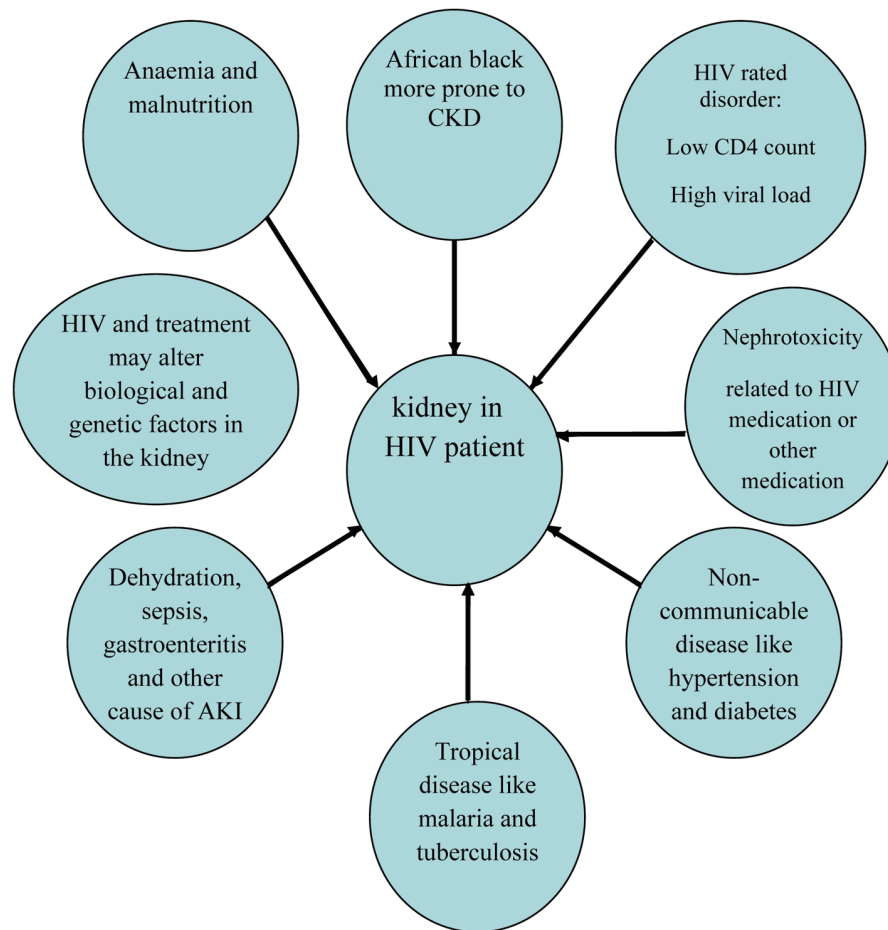 Anaemia and
malnutrition
African black
more prone to
CKD
HIV rated
disorder:
Low CD4 count
High viral load
HIV and treatment
may alter
biological and
genetic factors in
the kidney
kidney in
HIV patient
Nephrotoxicity
related to HIV
medication or
other
medication
Dehydration,
sepsis,
gastroenteritis
and other
cause of AKI
Non-
communicable
disease like
hypertension
and diabetes
Tropical
disease like
malaria and
tuberculosis